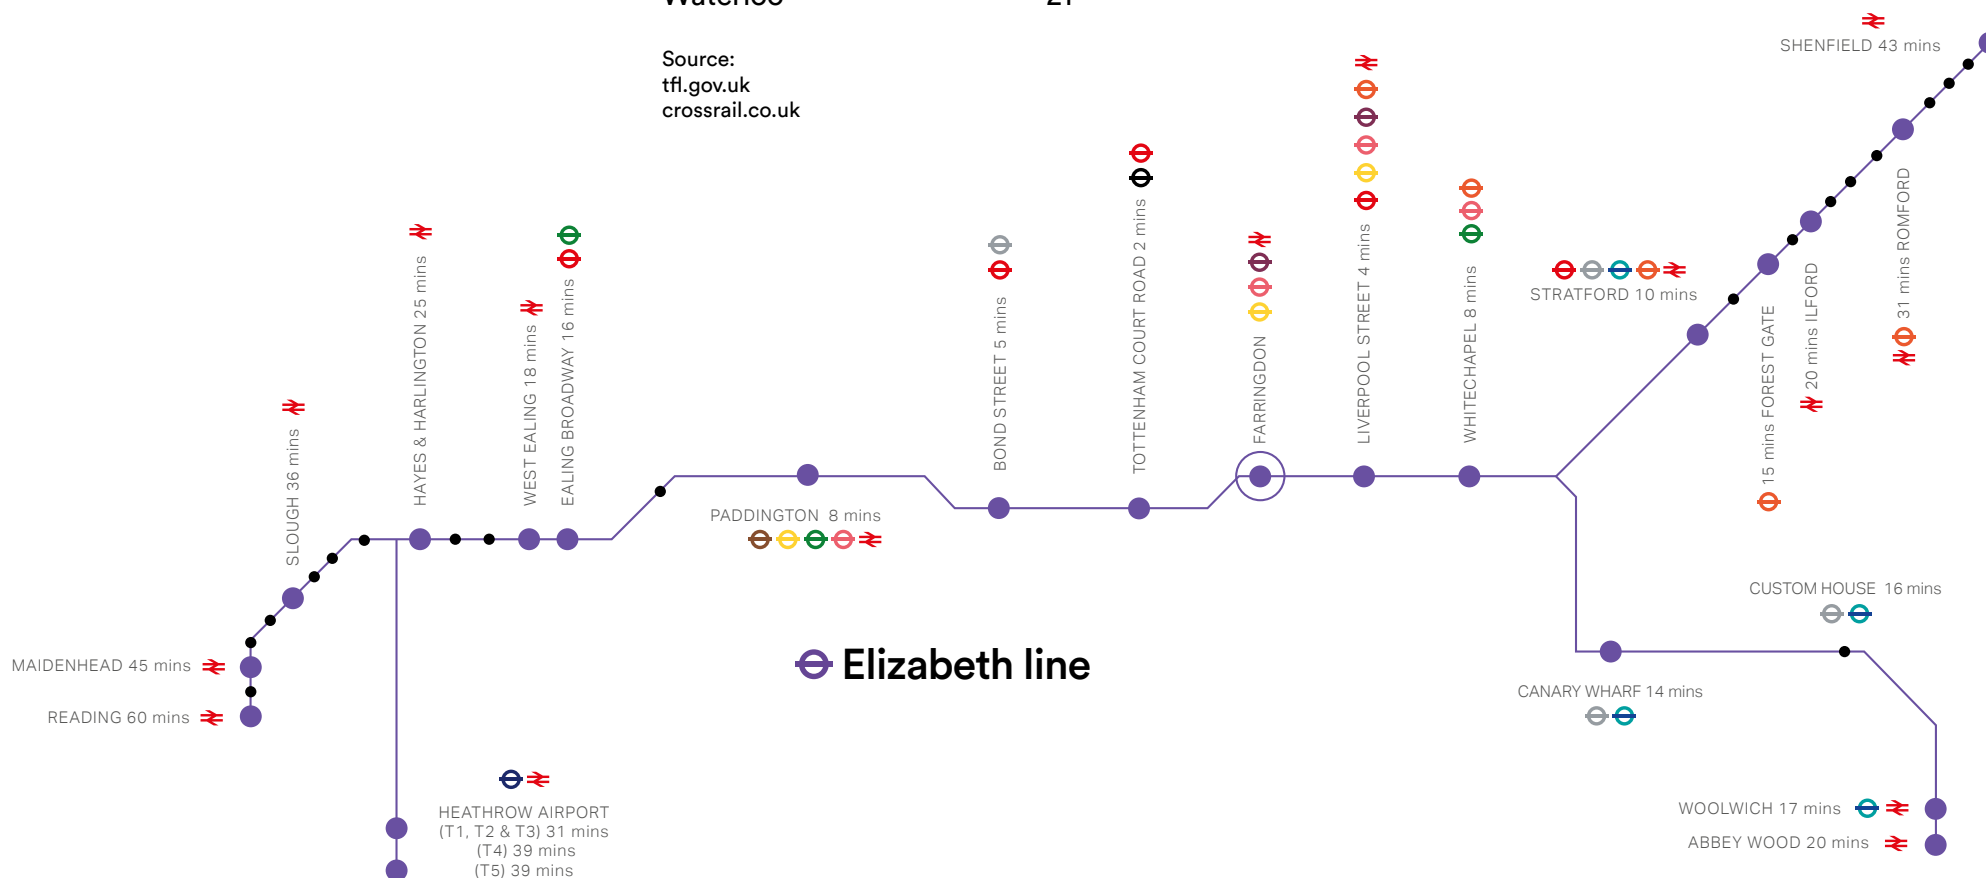 Waterloo 21
Source:
tfl.gov.uk
crossrail.co.uk
SHENFIELD 43 mins
31 mins ROMFORD
20 mins ILFORD
15 mins FOREST GATE
STRATFORD 10 mins
WHITECHAPEL 8 mins
LIVERPOOL STREET 4 mins
FARRINGDON
TOTTENHAM COURT ROAD 2 mins
BOND STREET 5 mins
PADDINGTON 8 mins
EALING BROADWAY 16 mins
WEST EALING 18 mins
HAYES & HARLINGTON 25 mins
SLOUGH 36 mins
MAIDENHEAD 45 mins
READING 60 mins
HEATHROW AIRPORT
(T1, T2 & T3) 31 mins
(T4) 39 mins
(T5) 39 mins
Elizabeth line
CUSTOM HOUSE 16 mins
CANARY WHARF 14 mins
WOOLWICH 17 mins
ABBEY WOOD 20 mins